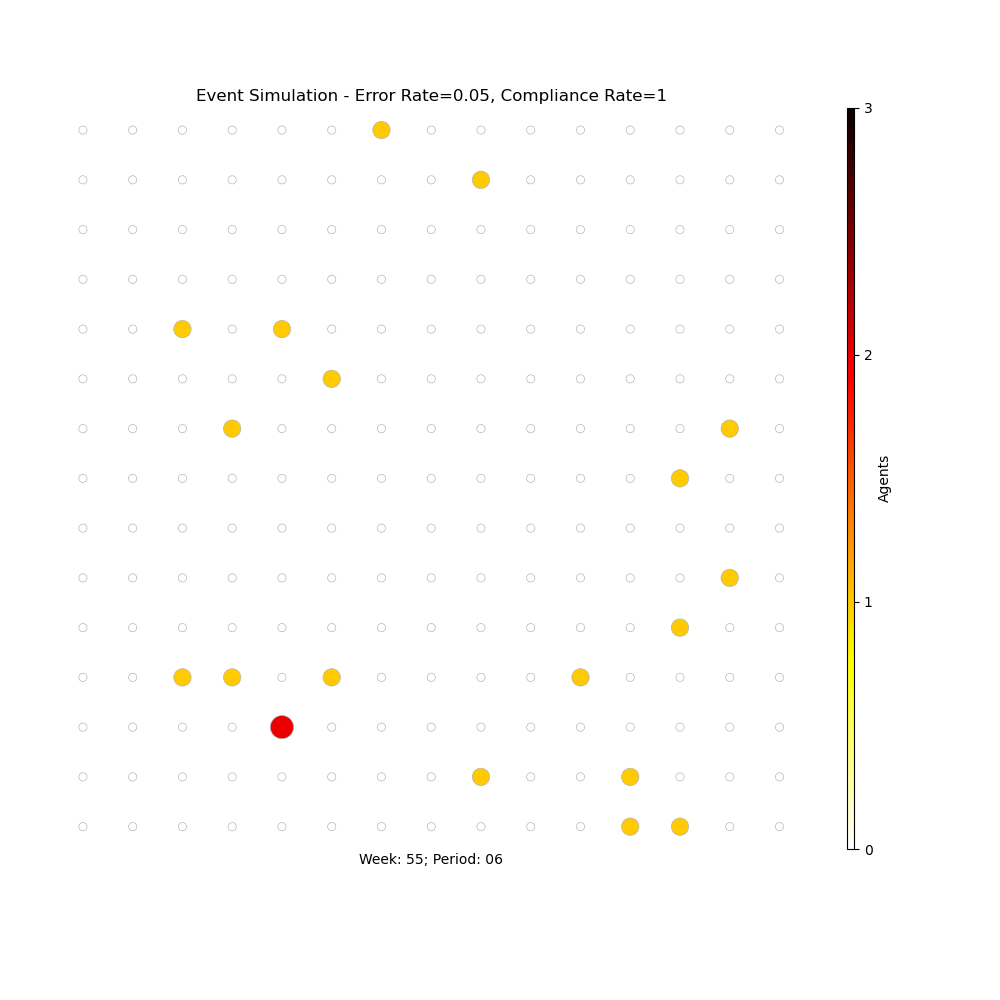 Event Simulation - Error Rate=0.05, Compliance Rate=1
3
2
Agents
1
0
Week: 55; Period: 06